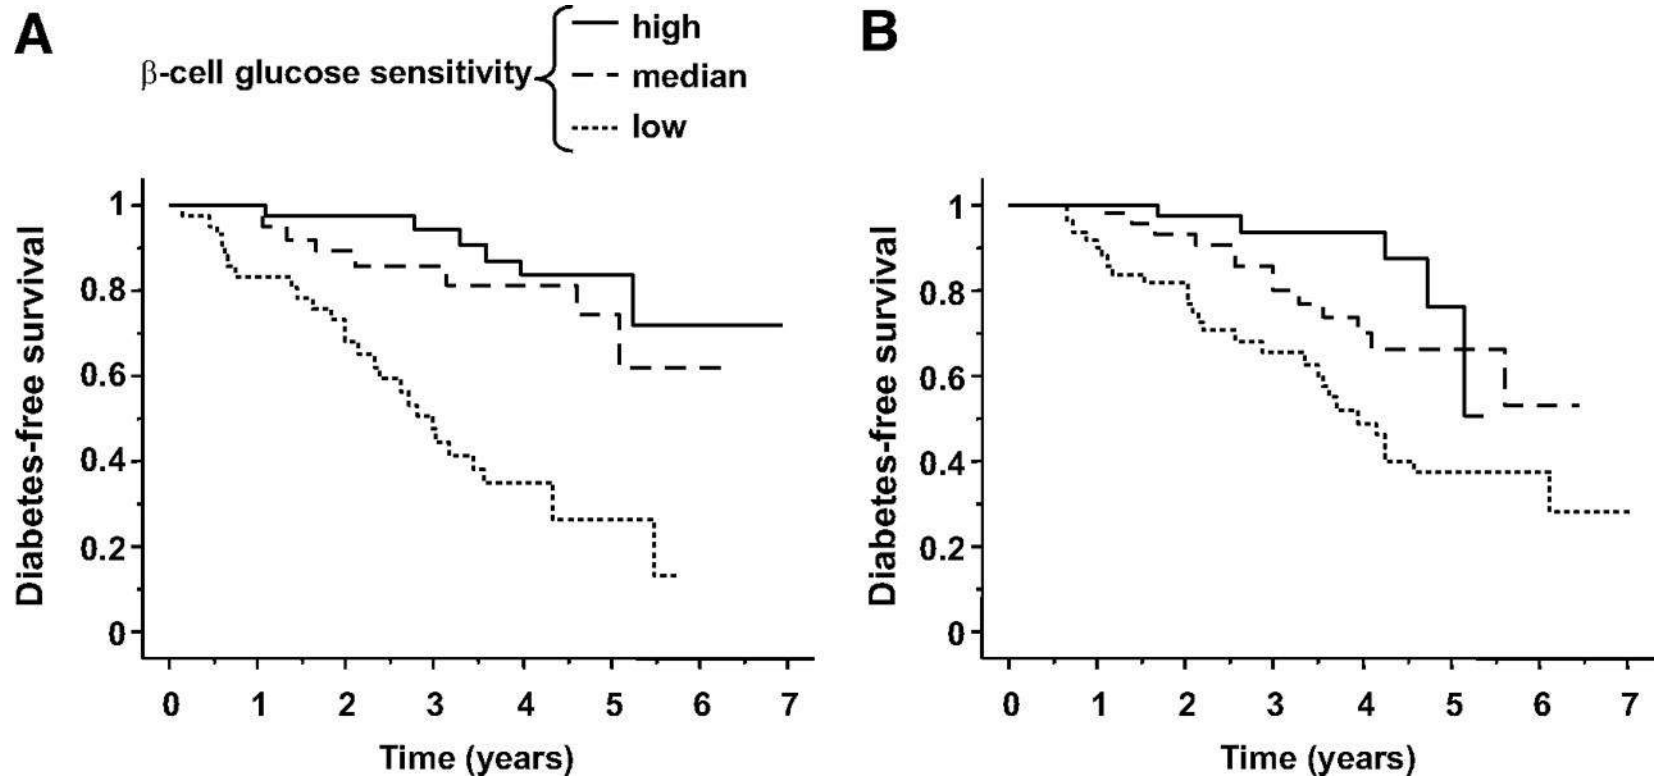 A
B
β-cell glucose sensitivity
high
median
low
Diabetes-free survival
1
0.8
0.6
0.4
0.2
0
0 1 2 3 4 5 6 7
Time (years)
Diabetes-free survival
1
0.8
0.6
0.4
0.2
0
0 1 2 3 4 5 6 7
Time (years)